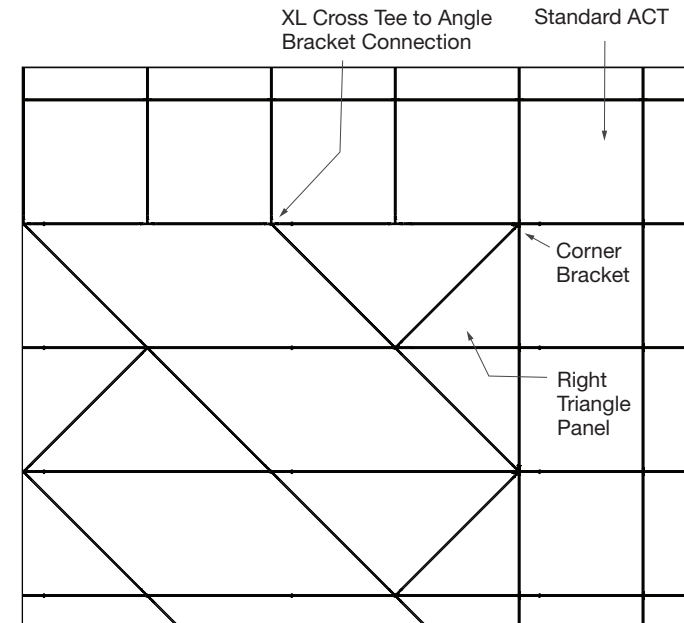 XL Cross Tee to Angle
Bracket Connection
Standard ACT
Corner
Bracket
Right
Triangle
Panel